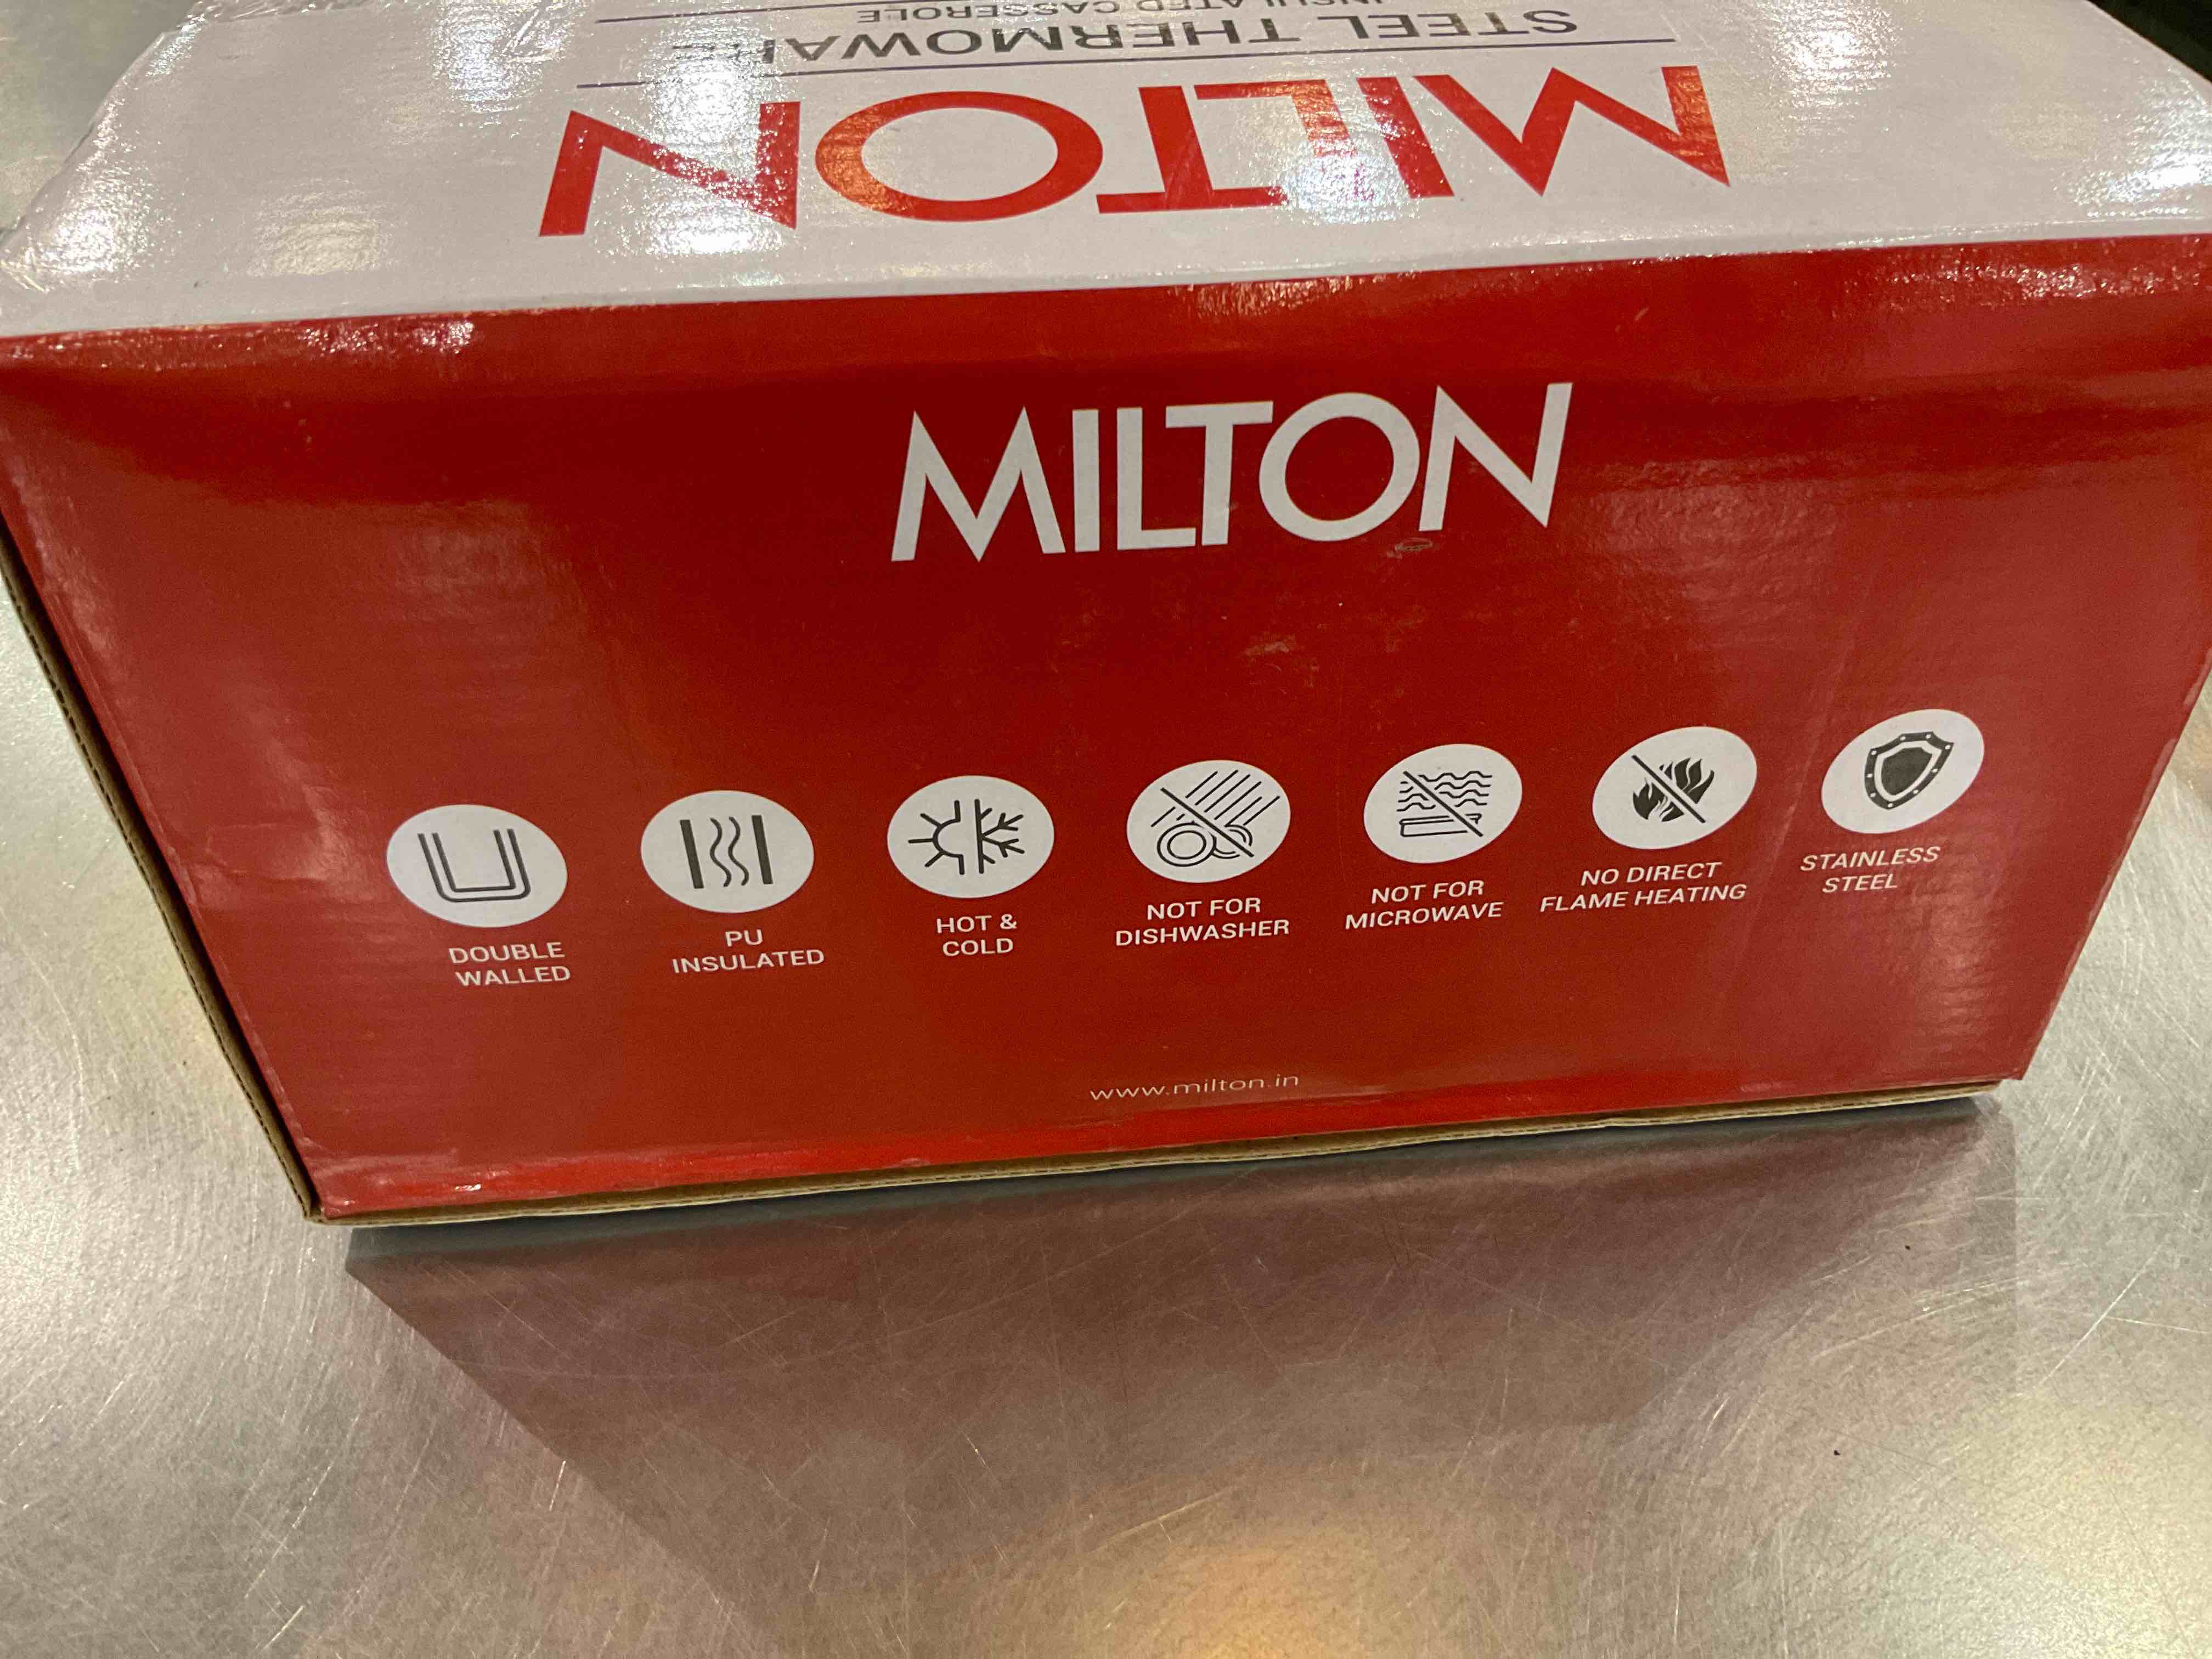 INSULATED CASSEROLE
STEEL THERMOWARE
MILTON
MILTON
DOUBLE
WALLED
PU
INSULATED
HOT &
COLD
NOT FOR
DISHWASHER
NOT FOR
MICROWAVE
NO DIRECT
FLAME HEATING
STAINLESS
STEEL
www.milton.in